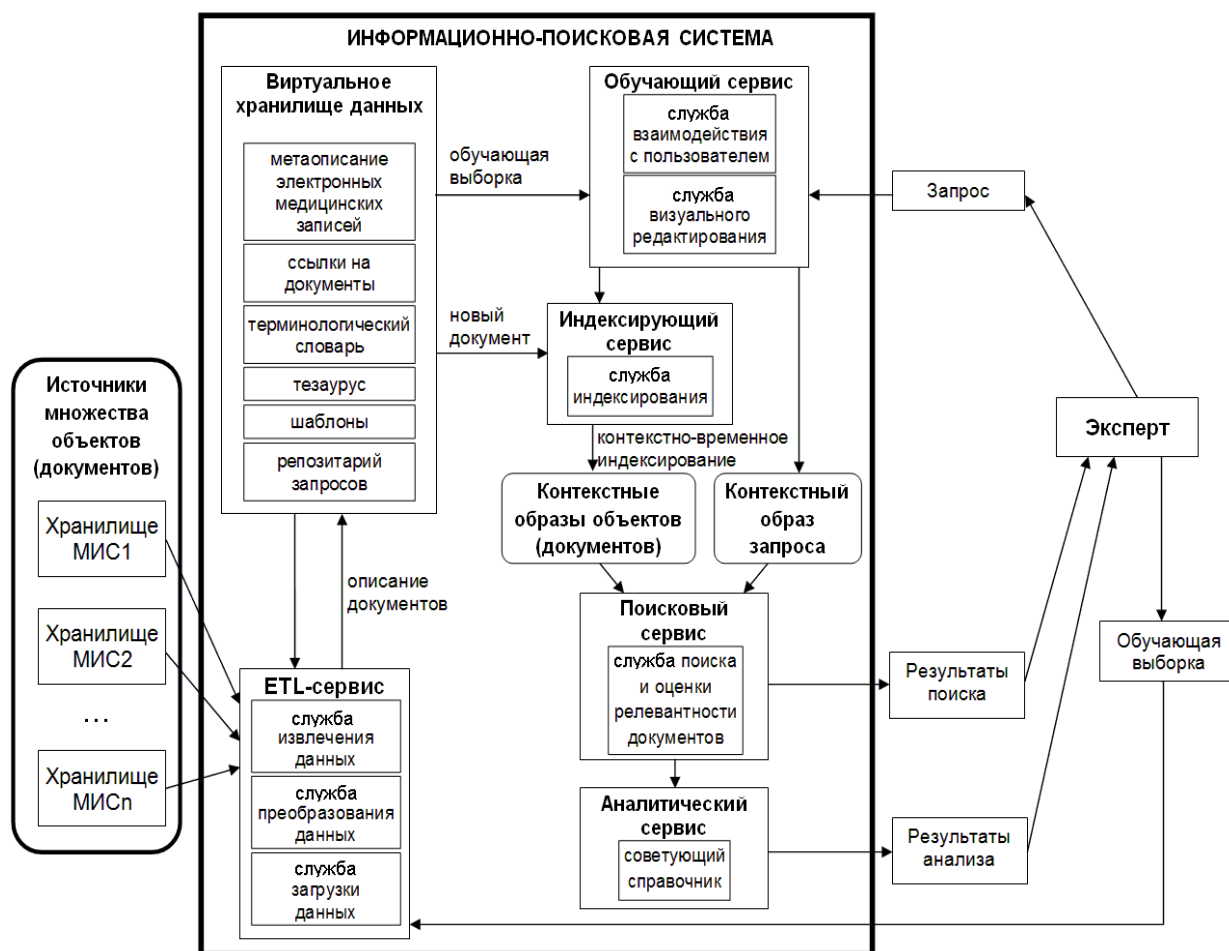 ИНФОРМАЦИОННО-ПОИСКОВАЯ СИСТЕМА
Виртуальное
хранилище данных
метаописание
электронных
медицинских
записей
ссылки на
документы
терминологический
словарь
тезаурус
шаблоны
репозитарий
запросов
обучающая
выборка
новый
документ
Обучающий сервис
служба
взаимодействия
с пользователем
служба
визуального
редактирования
Запрос
Индексирующий
сервис
служба
индексирования
контекстно-временное
индексирование
Контекстные
образы объектов
(документов)
Контекстный
образ
запроса
Эксперт
Источники
множества
объектов
(документов)
Хранилище
МИС1
Хранилище
МИС2
...
Хранилище
МИСn
описание
документов
ETL-сервис
служба
извлечения
данных
служба
преобразования
данных
служба
загрузки
данных
Поисковый
сервис
служба поиска
и оценки
релевантности
документов
Аналитический
сервис
советующий
справочник
Результаты
поиска
Результаты
анализа
Обучающая
выборка